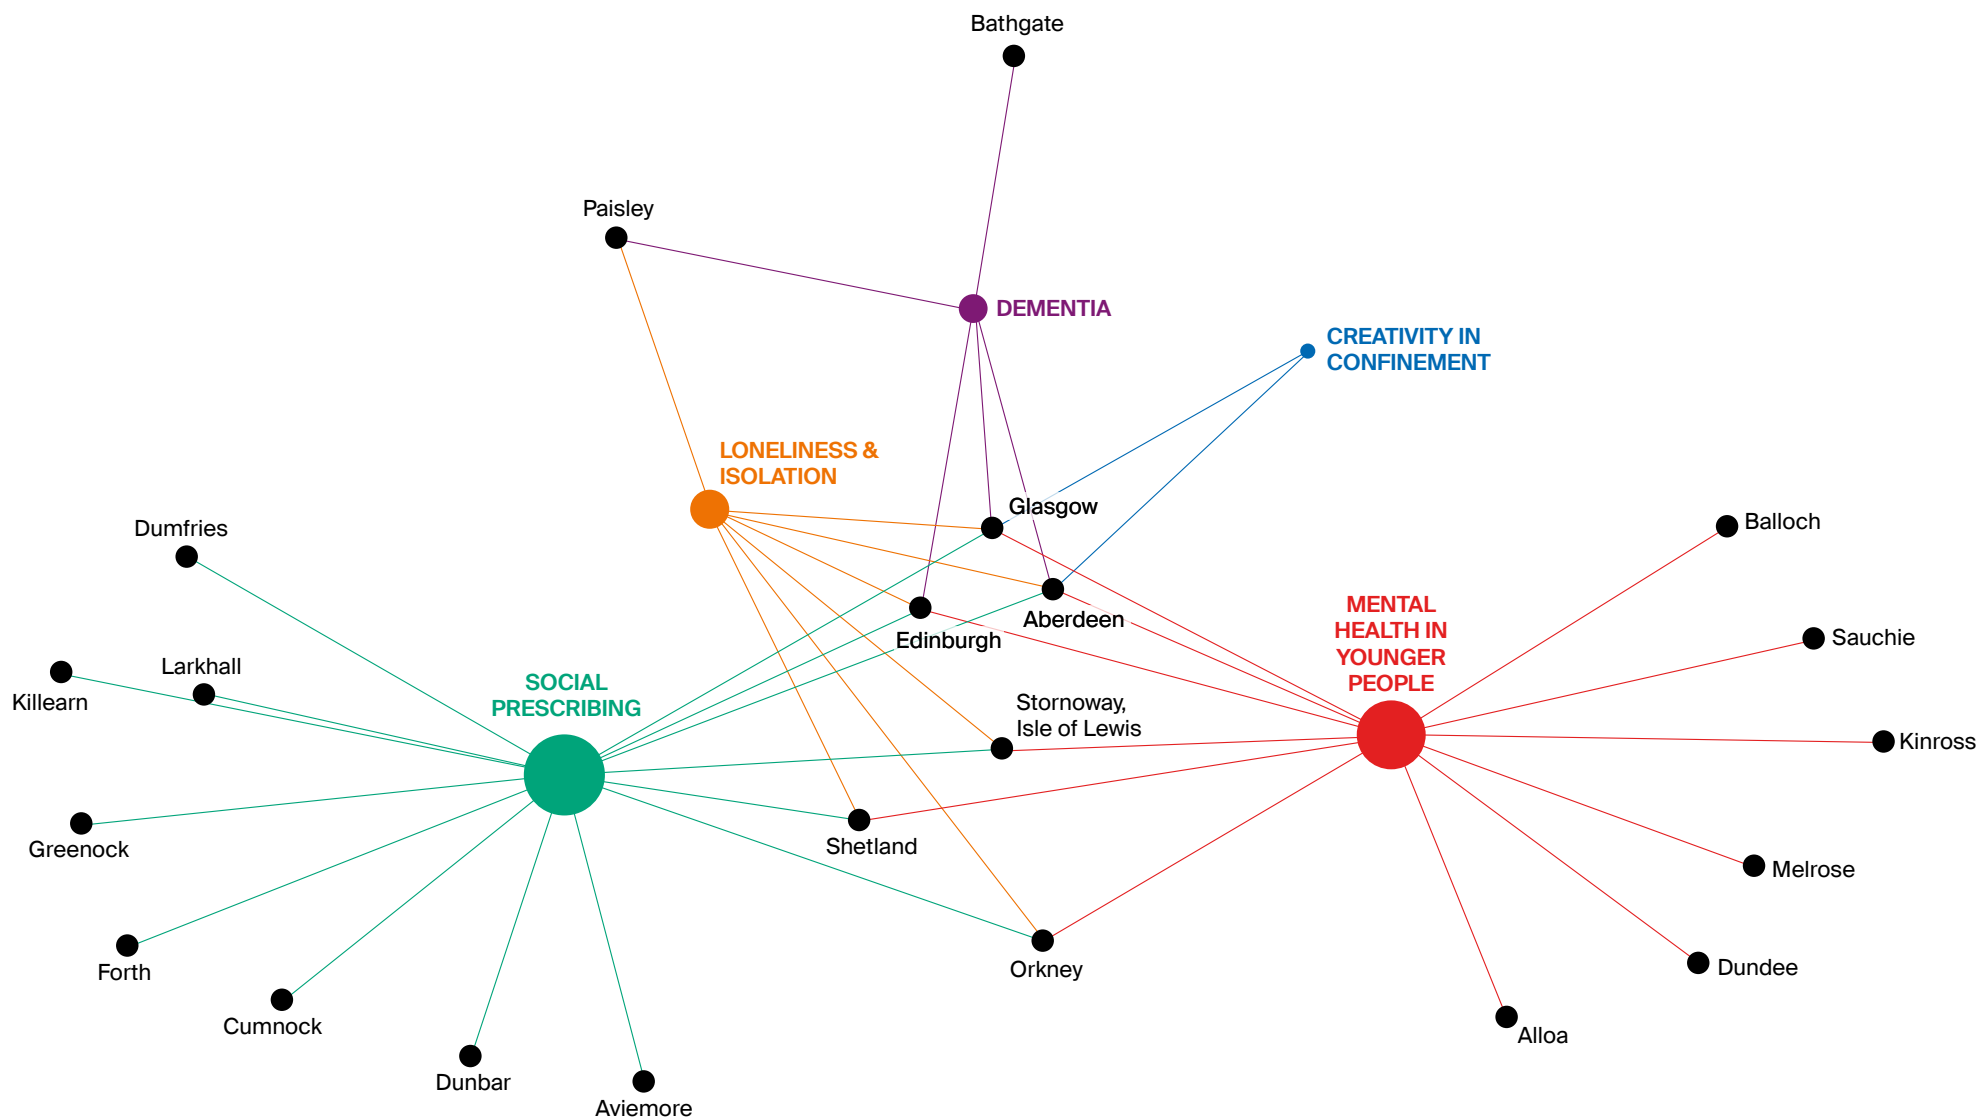 Bathgate
Paisley
DEMENTIA
CREATIVITY IN
CONFINEMENT
LONELINESS &
ISOLATION
Glasgow
Dumfries
Balloch
MENTAL
HEALTH IN
YOUNGER
PEOPLE
Aberdeen
Edinburgh
Sauchie
Larkhall
Killearn
SOCIAL
PRESCRIBING
Stornoway,
Isle of Lewis
Kinross
Greenock
Shetland
Melrose
Forth
Orkney
Dundee
Cumnock
Alloa
Dunbar
Aviemore